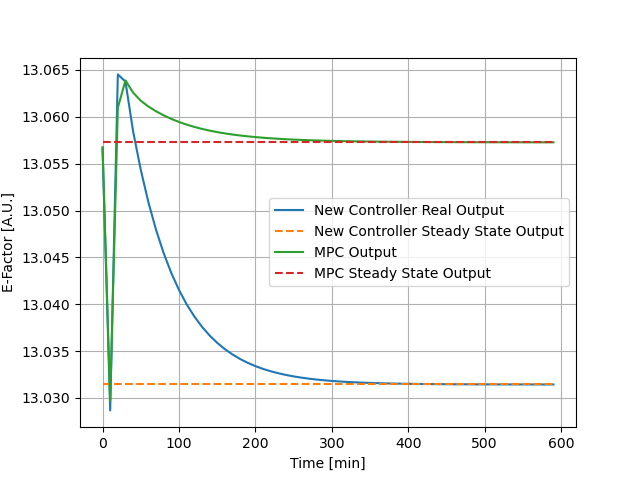 13.065
13.060
13.055
13.050
13.045
13.040
13.035
13.030
E-Factor [A.U.]
New Controller Real Output
New Controller Steady State Output
MPC Output
MPC Steady State Output
0 100 200 300 400 500 600
Time [min]